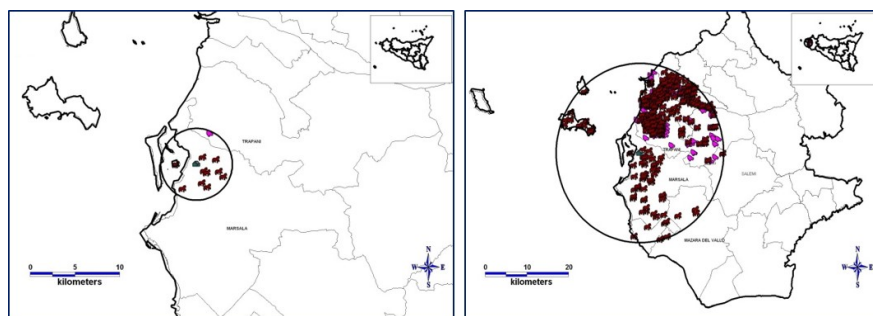 TRAPANI
MARSALA
0 5 10
kilometers
N
W E
S
TRAPANI
MARSALA
SALEMI
MAZARA DEL VALLO
0 10 20
kilometers
N
W E
S